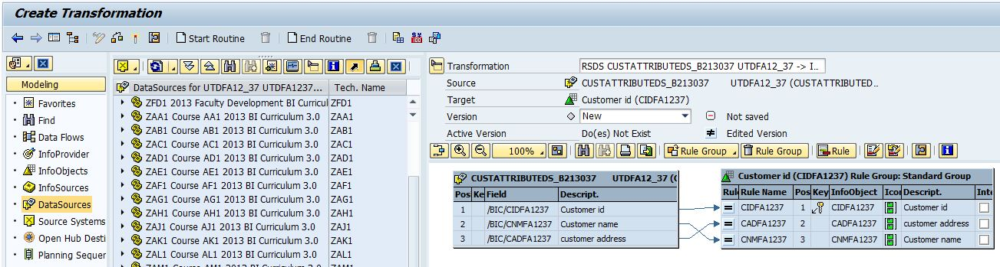 Create Transformation
Start Routine End Routine
Modeling
Favorites
Find
Data Flows
InfoProvider
InfoObjects
InfoSources
DataSources
Source Systems
Open Hub Desti
Planning Sequer
DataSources for UTDFA12_37 UTDFA1237... Tech. Name
ZFD1 2013 Faculty Development BI Curricul ZFD1
ZAA1 Course AA1 2013 BI Curriculum 3.0 ZAA1
ZAB1 Course AB1 2013 BI Curriculum 3.0 ZAB1
ZAC1 Course AC1 2013 BI Curriculum 3.0 ZAC1
ZAD1 Course AD1 2013 BI Curriculum 3.0 ZAD1
ZAE1 Course AE1 2013 BI Curriculum 3.0 ZAE1
ZAF1 Course AF1 2013 BI Curriculum 3.0 ZAF1
ZAG1 Course AG1 2013 BI Curriculum 3.0 ZAG1
ZAH1 Course AH1 2013 BI Curriculum 3.0 ZAH1
ZAJ1 Course AJ1 2013 BI Curriculum 3.0 ZAJ1
ZAK1 Course AK1 2013 BI Curriculum 3.0 ZAK1
ZAL1 Course AL1 2013 BI Curriculum 3.0 ZAL1
ZAM1 Course AM1 2013 BI Curriculum 3.0 ZAM1
Transformation RSDS CUSTATTRIBUTEDS_B213037 UTDFA12_37 -> I...
Source CUSTATTRIBUTEDS_B213037 UTDFA12_37 (CUSTATTRIBUTED...
Target Customer id (CIDFA1237)
Version New Not saved
Active Version Do(es) Not Exist Edited Version
100% Rule Group Rule Group Rule
CUSTATTRIBUTEDS_B213037 UTDFA12_37 (C
Pos Ke Field Descript.
1 /BIC/CIDFA1237 Customer id
2 /BIC/CNMFA1237 Customer name
3 /BIC/CADFA1237 customer address
Customer id (CIDFA1237) Rule Group: Standard Group
Rul Rule Name Pos Key InfoObject Icon Descript. Inte
CIDFA1237 1 CIDFA1237 Customer id
CADFA1237 2 CADFA1237 customer address
CNMFA1237 3 CNMFA1237 Customer name